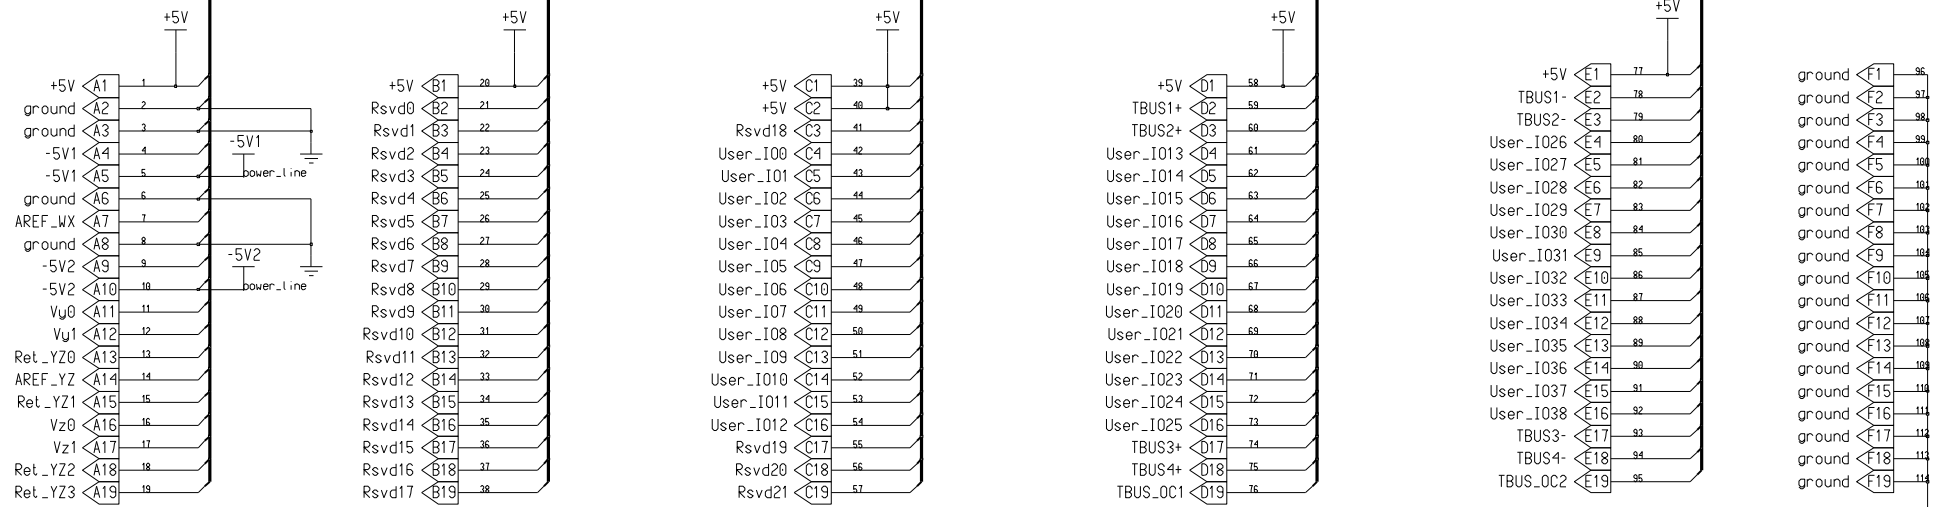 +5V
+5V A1 1
ground A2 2
ground A3 3
-5V1 A4 4
-5V1
-5V1 A5 5
power_line
ground A6 6
AREF_WX A7 7
ground A8 8
-5V2
-5V2 A9 9
-5V2 A10 10
power_line
Vy0 A11 11
Vy1 A12 12
Ret_YZ0 A13 13
AREF_YZ A14 14
Ret_YZ1 A15 15
Vz0 A16 16
Vz1 A17 17
Ret_YZ2 A18 18
Ret_YZ3 A19 19
+5V
+5V B1 20
Rsvd0 B2 21
Rsvd1 B3 22
Rsvd2 B4 23
Rsvd3 B5 24
Rsvd4 B6 25
Rsvd5 B7 26
Rsvd6 B8 27
Rsvd7 B9 28
Rsvd8 B10 29
Rsvd9 B11 30
Rsvd10 B12 31
Rsvd11 B13 32
Rsvd12 B14 33
Rsvd13 B15 34
Rsvd14 B16 35
Rsvd15 B17 36
Rsvd16 B18 37
Rsvd17 B19 38
+5V
+5V C1 39
+5V C2 40
Rsvd18 C3 41
User_IO0 C4 42
User_IO1 C5 43
User_IO2 C6 44
User_IO3 C7 45
User_IO4 C8 46
User_IO5 C9 47
User_IO6 C10 48
User_IO7 C11 49
User_IO8 C12 50
User_IO9 C13 51
User_IO10 C14 52
User_IO11 C15 53
User_IO12 C16 54
Rsvd19 C17 55
Rsvd20 C18 56
Rsvd21 C19 57
+5V
+5V D1 58
TBUS1+ D2 59
TBUS2+ D3 60
User_IO13 D4 61
User_IO14 D5 62
User_IO15 D6 63
User_IO16 D7 64
User_IO17 D8 65
User_IO18 D9 66
User_IO19 D10 67
User_IO20 D11 68
User_IO21 D12 69
User_IO22 D13 70
User_IO23 D14 71
User_IO24 D15 72
User_IO25 D16 73
TBUS3+ D17 74
TBUS4+ D18 75
TBUS_OC1 D19 76
+5V
+5V E1 77
TBUS1- E2 78
TBUS2- E3 79
User_IO26 E4 80
User_IO27 E5 81
User_IO28 E6 82
User_IO29 E7 83
User_IO30 E8 84
User_IO31 E9 85
User_IO32 E10 86
User_IO33 E11 87
User_IO34 E12 88
User_IO35 E13 89
User_IO36 E14 90
User_IO37 E15 91
User_IO38 E16 92
TBUS3- E17 93
TBUS4- E18 94
TBUS_OC2 E19 95
ground F1 96
ground F2 97
ground F3 98
ground F4 99
ground F5 100
ground F6 101
ground F7 102
ground F8 103
ground F9 104
ground F10 105
ground F11 106
ground F12 107
ground F13 108
ground F14 109
ground F15 110
ground F16 111
ground F17 112
ground F18 113
ground F19 114